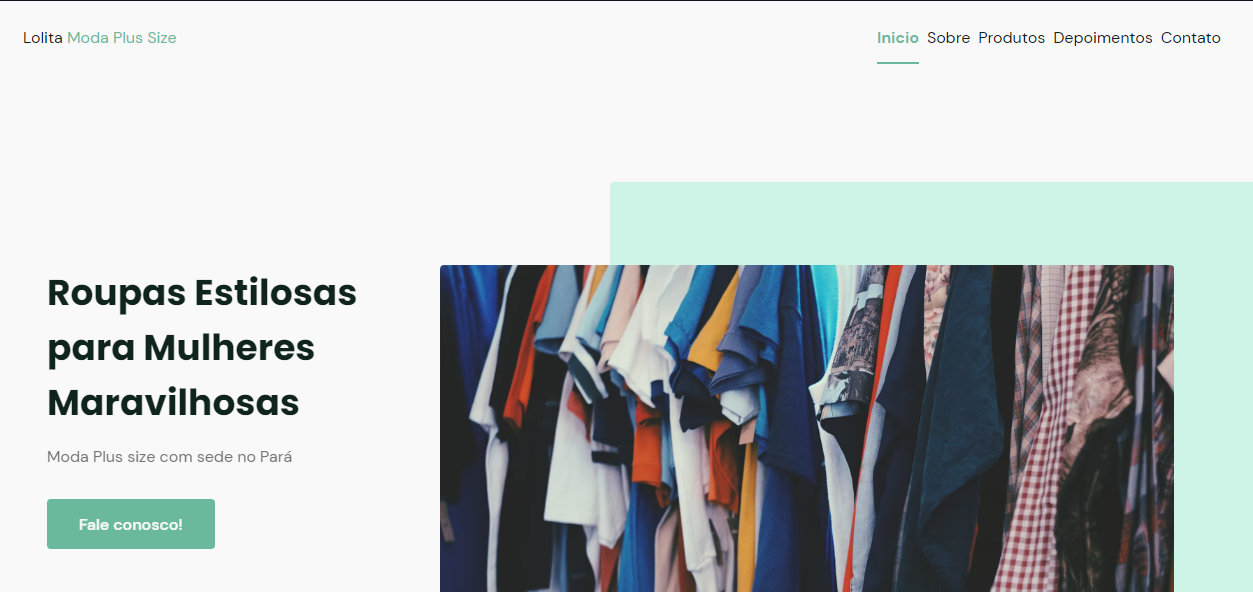 Lolita Moda Plus Size
Inicio Sobre Produtos Depoimentos Contato
Roupas Estilosas
para Mulheres
Maravilhosas
Moda Plus size com sede no Pará
Fale conosco!